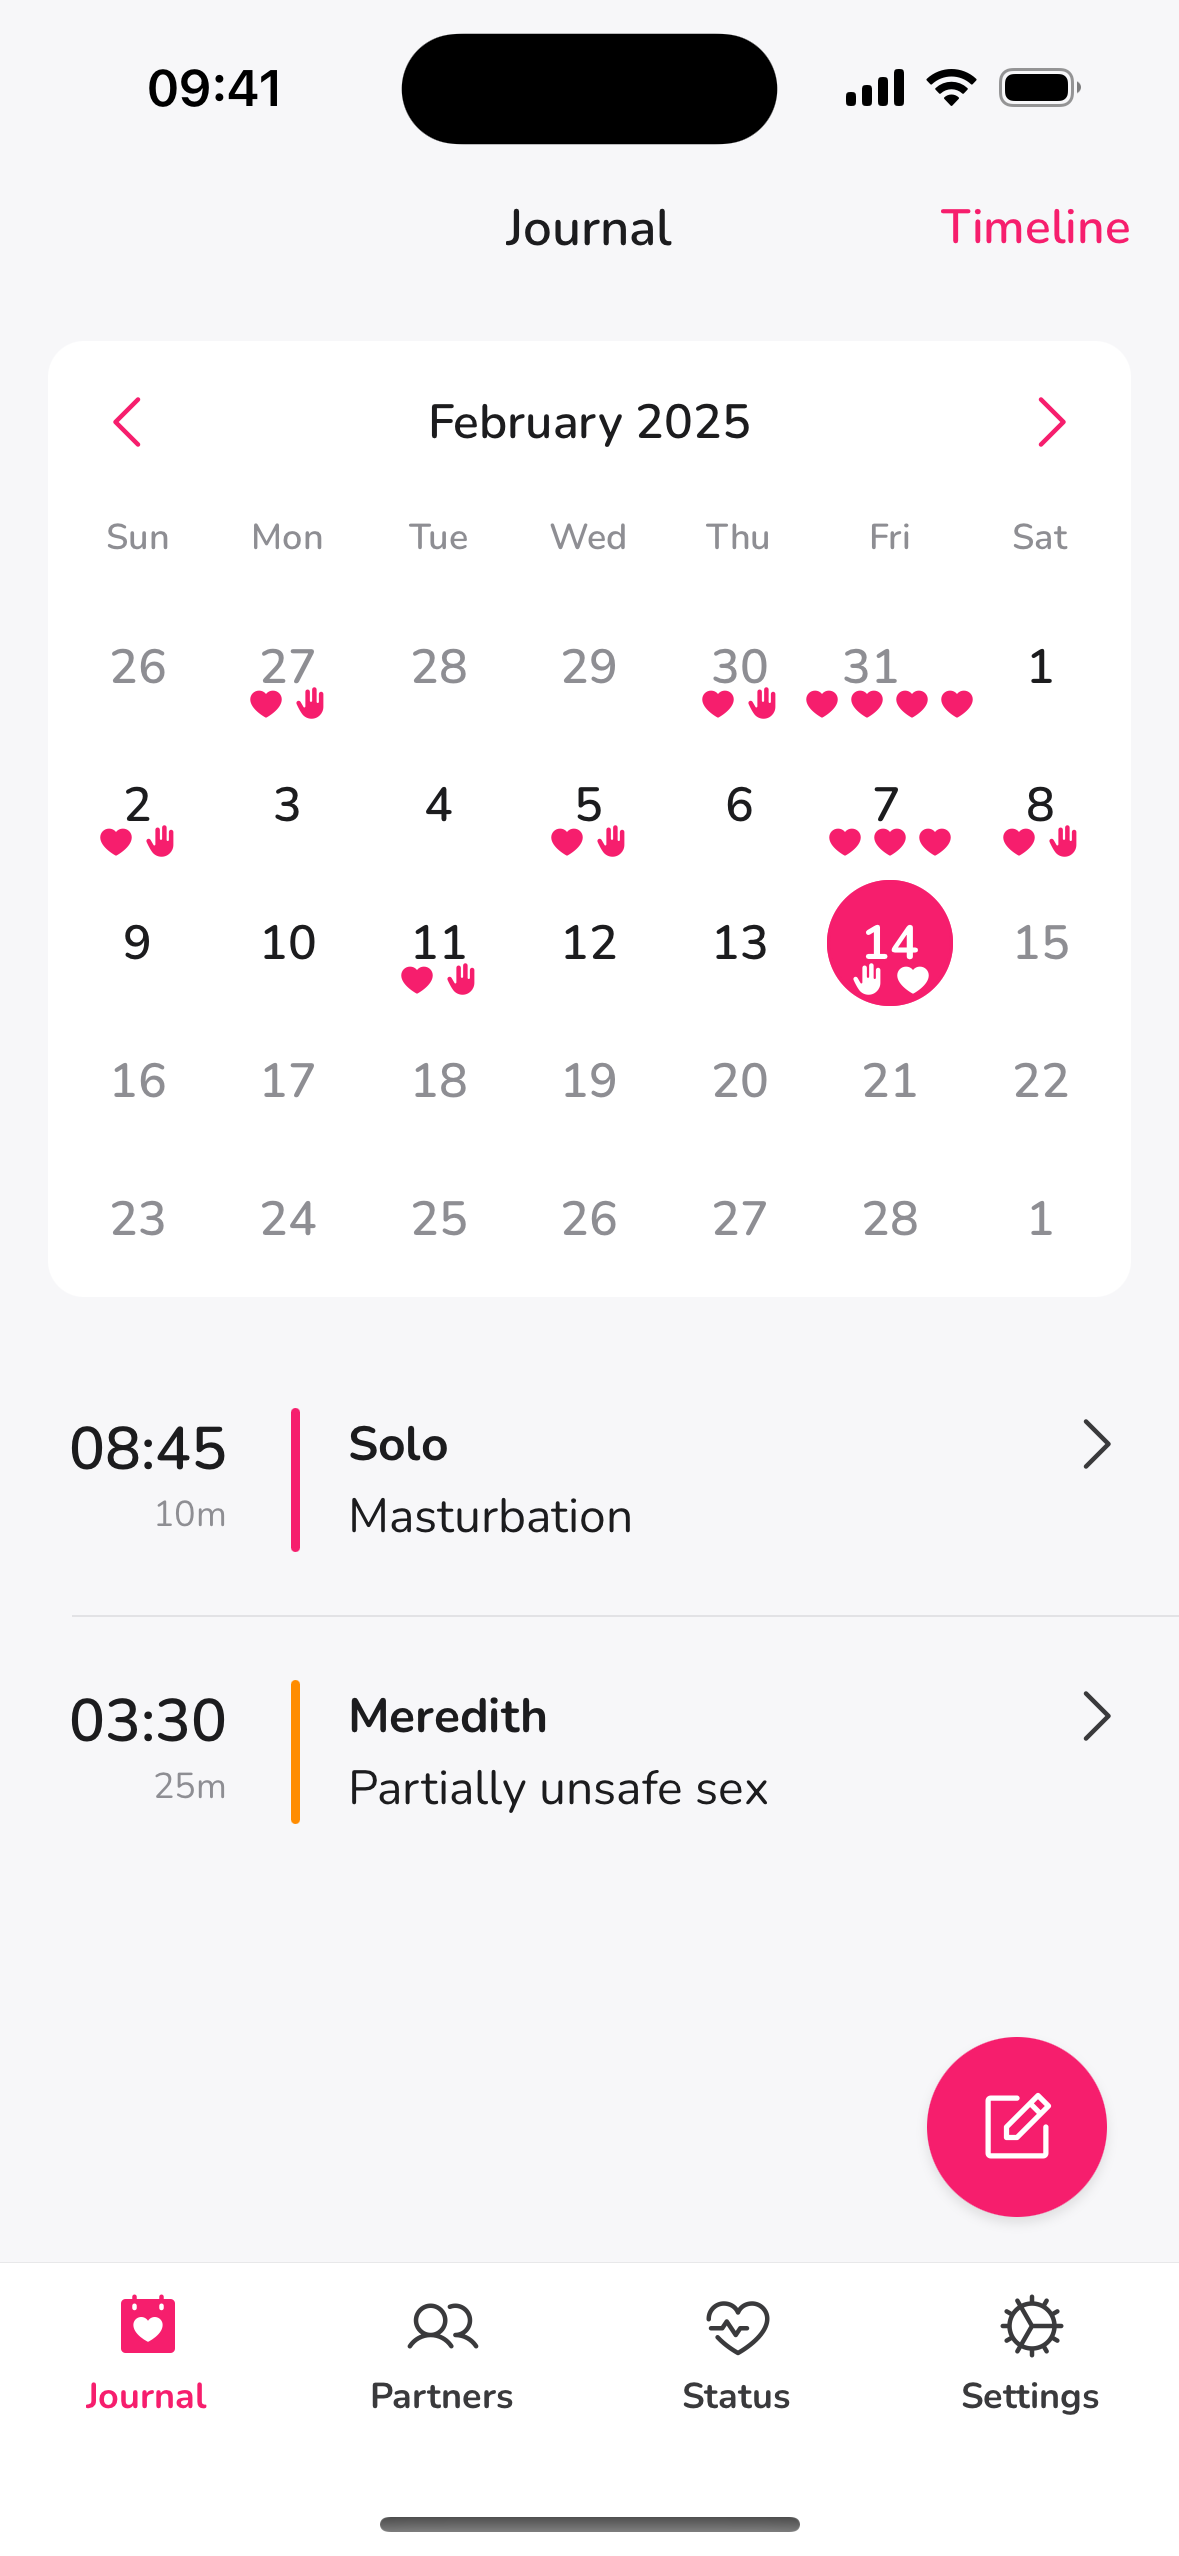 09:41
Journal Timeline
February 2025
Sun Mon Tue Wed Thu Fri Sat
26 27 28 29 30 31 1
2 3 4 5 6 7 8
9 10 11 12 13 14 15
16 17 18 19 20 21 22
23 24 25 26 27 28 1
08:45 Solo
10m Masturbation
03:30 Meredith
25m Partially unsafe sex
Journal Partners Status Settings